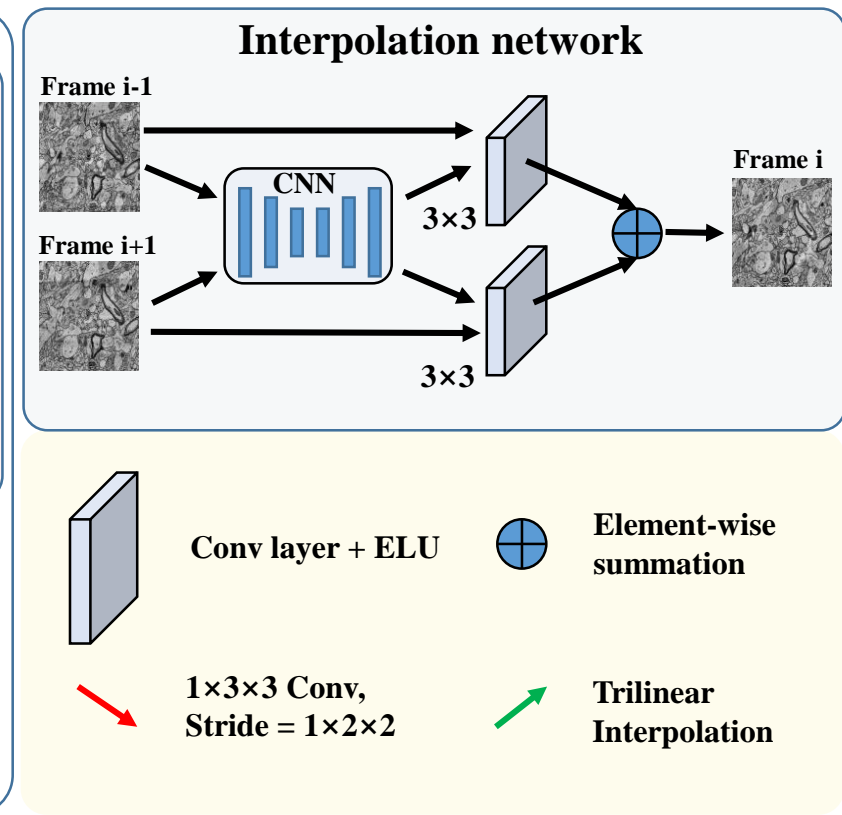 Interpolation network
Frame i-1
CNN
3×3
Frame i
Frame i+1
3×3
Conv layer + ELU
Element-wise
summation
1×3×3 Conv,
Stride = 1×2×2
Trilinear
Interpolation